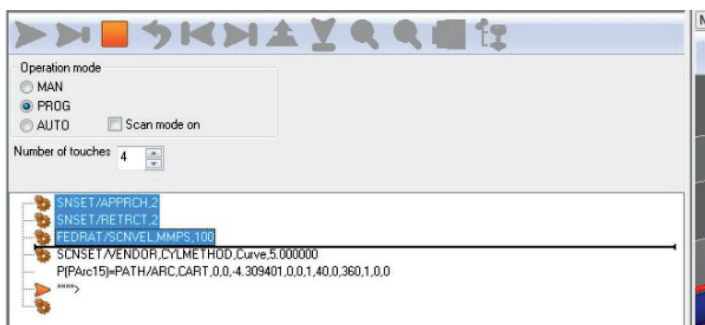 Operation mode
MAN
PROG
AUTO Scan mode on
Number of touches 4
SNSET/APPRCH,2
SNSET/RETRCT,2
FEDRAT/SCNVEL,MMPS,100
SCNSET/VENDOR,CYLMETHOD,Curve,5.000000
P(PArc15)=PATH/ARC,CART,0,0,-4.309401,0,0,1,40,0,360,1,0,0
****>
N